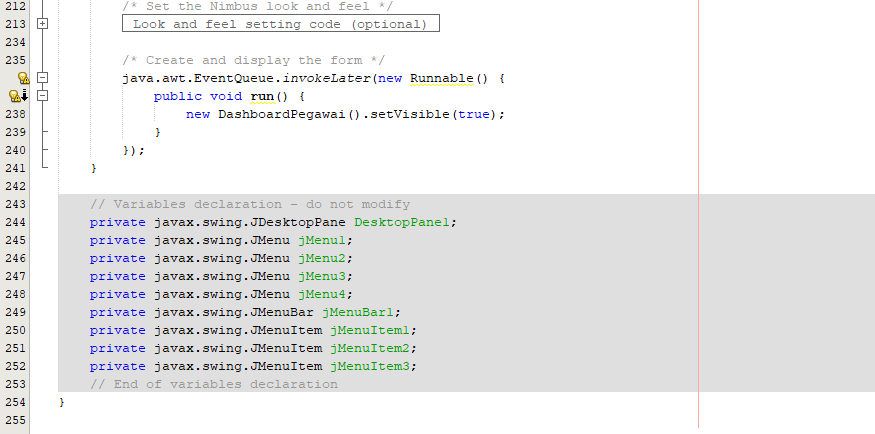 212 /* Set the Nimbus look and feel */
213 Look and feel setting code (optional)
234
235 /* Create and display the form */
java.awt.EventQueue.invokeLater(new Runnable() {
public void run() {
238 new DashboardPegawai().setVisible(true);
239 }
240 });
241 }
242
243 // Variables declaration - do not modify
244 private javax.swing.JDesktopPane DesktopPanel;
245 private javax.swing.JMenu jMenu1;
246 private javax.swing.JMenu jMenu2;
247 private javax.swing.JMenu jMenu3;
248 private javax.swing.JMenu jMenu4;
249 private javax.swing.JMenuBar jMenuBar1;
250 private javax.swing.JMenuItem jMenuItem1;
251 private javax.swing.JMenuItem jMenuItem2;
252 private javax.swing.JMenuItem jMenuItem3;
253 // End of variables declaration
254 }
255